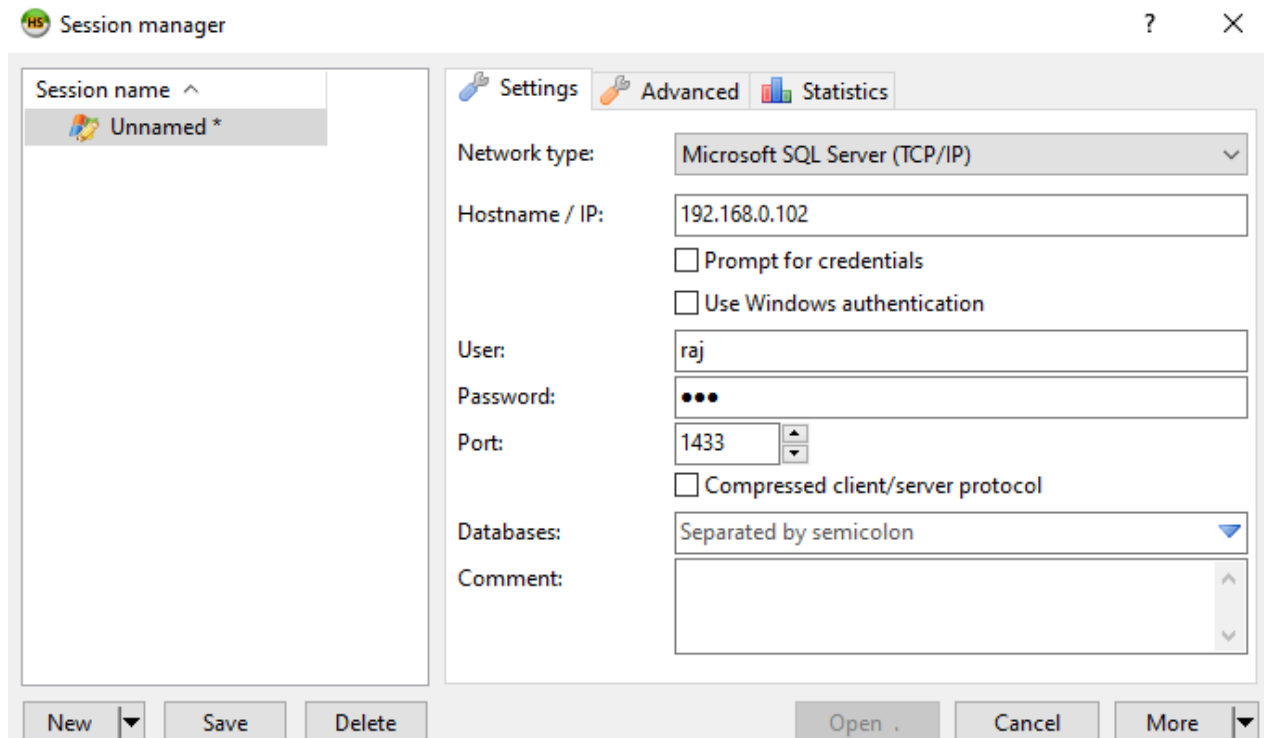 HS Session manager ?
Session name
Unnamed *
Settings Advanced Statistics
Network type: Microsoft SQL Server (TCP/IP)
Hostname / IP: 192.168.0.102
Prompt for credentials
Use Windows authentication
User: raj
Password: ●●●
Port: 1433
Compressed client/server protocol
Databases: Separated by semicolon
Comment:
New Save Delete Open . Cancel More